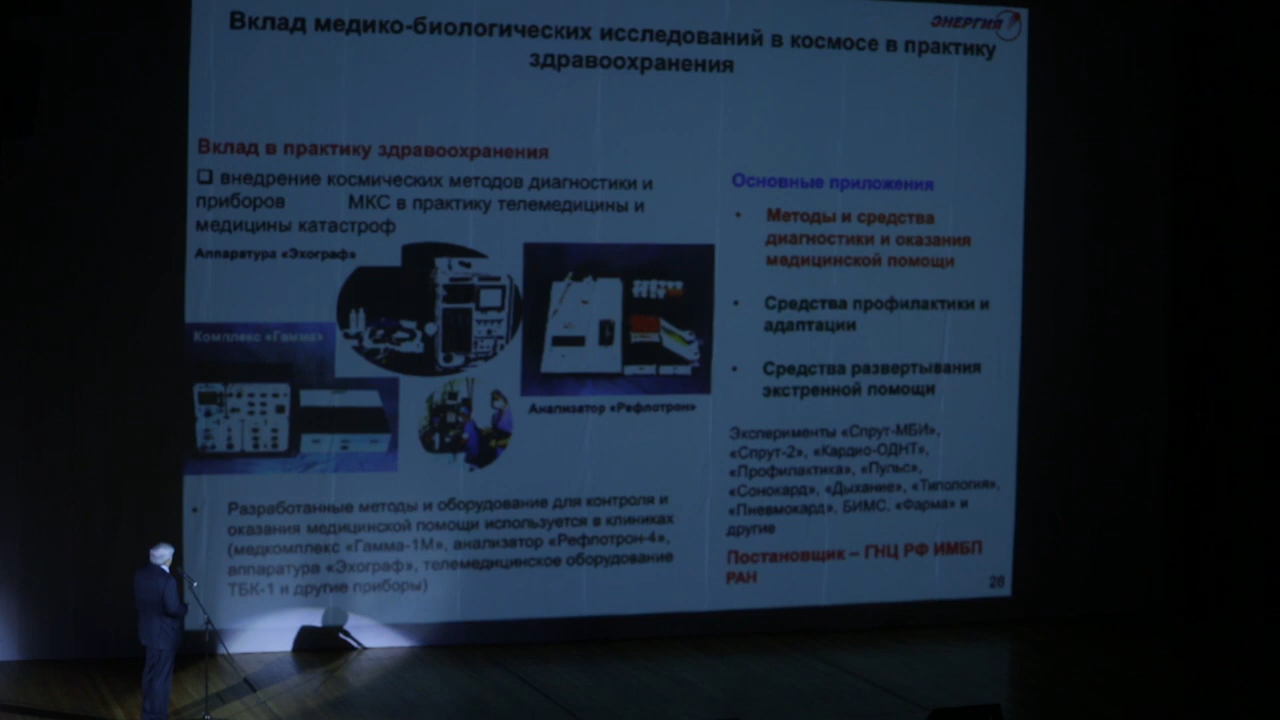 Вклад медико-биологических исследований в космосе в практику
здравоохранения
ЭНЕРГИЯ
Вклад в практику здравоохранения
внедрение космических методов диагностики и
приборов МКС в практику телемедицины и
медицины катастроф
Аппаратура «Эхограф»
Комплекс «Гамма»
Анализатор «Рефлотрон»
Разработанные методы и оборудование для контроля и
оказания медицинской помощи используется в клиниках
(медкомплекс «Гамма-1М», анализатор «Рефлотрон-4»,
аппаратура «Эхограф», телемедицинское оборудование
ТБК-1 и другие приборы)
Основные приложения
• Методы и средства
диагностики и оказания
медицинской помощи
• Средства профилактики и
адаптации
• Средства развертывания
экстренной помощи
Эксперименты «Спрут-МБИ»,
«Спрут-2», «Кардио-ОДНТ»,
«Профилактика», «Пульс»,
«Сонокард», «Дыхание», «Типология»,
«Пневмокард», БИМС, «Фарма» и
другие
Постановщик – ГНЦ РФ ИМБП
РАН
28